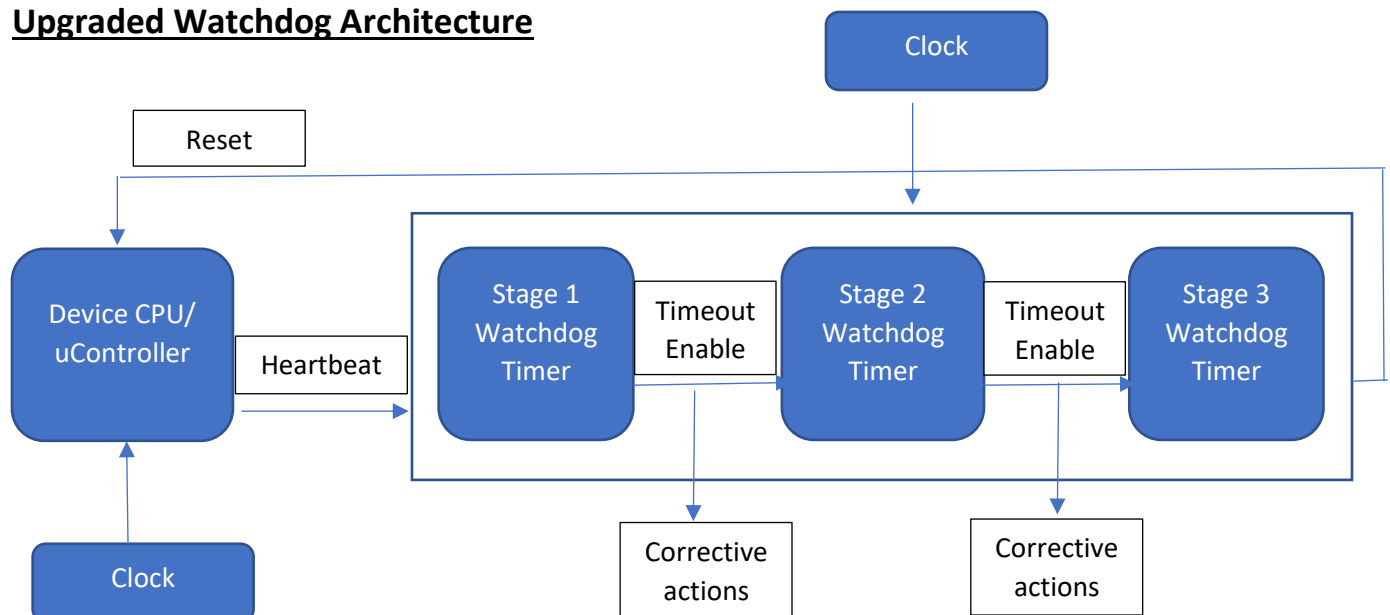 Upgraded Watchdog Architecture
Clock
Reset
Device CPU/
uController
Heartbeat
Stage 1
Watchdog
Timer
Timeout
Enable
Stage 2
Watchdog
Timer
Timeout
Enable
Stage 3
Watchdog
Timer
Clock
Corrective
actions
Corrective
actions